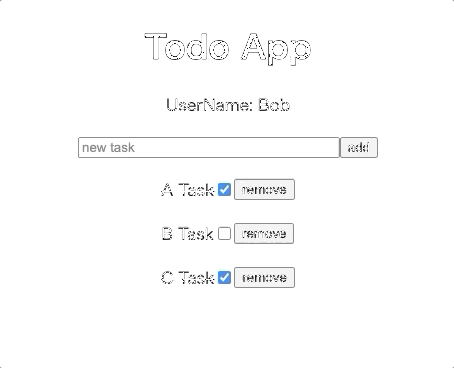 Todo App
UserName: Bob
new task add
A Task remove
B Task remove
C Task remove